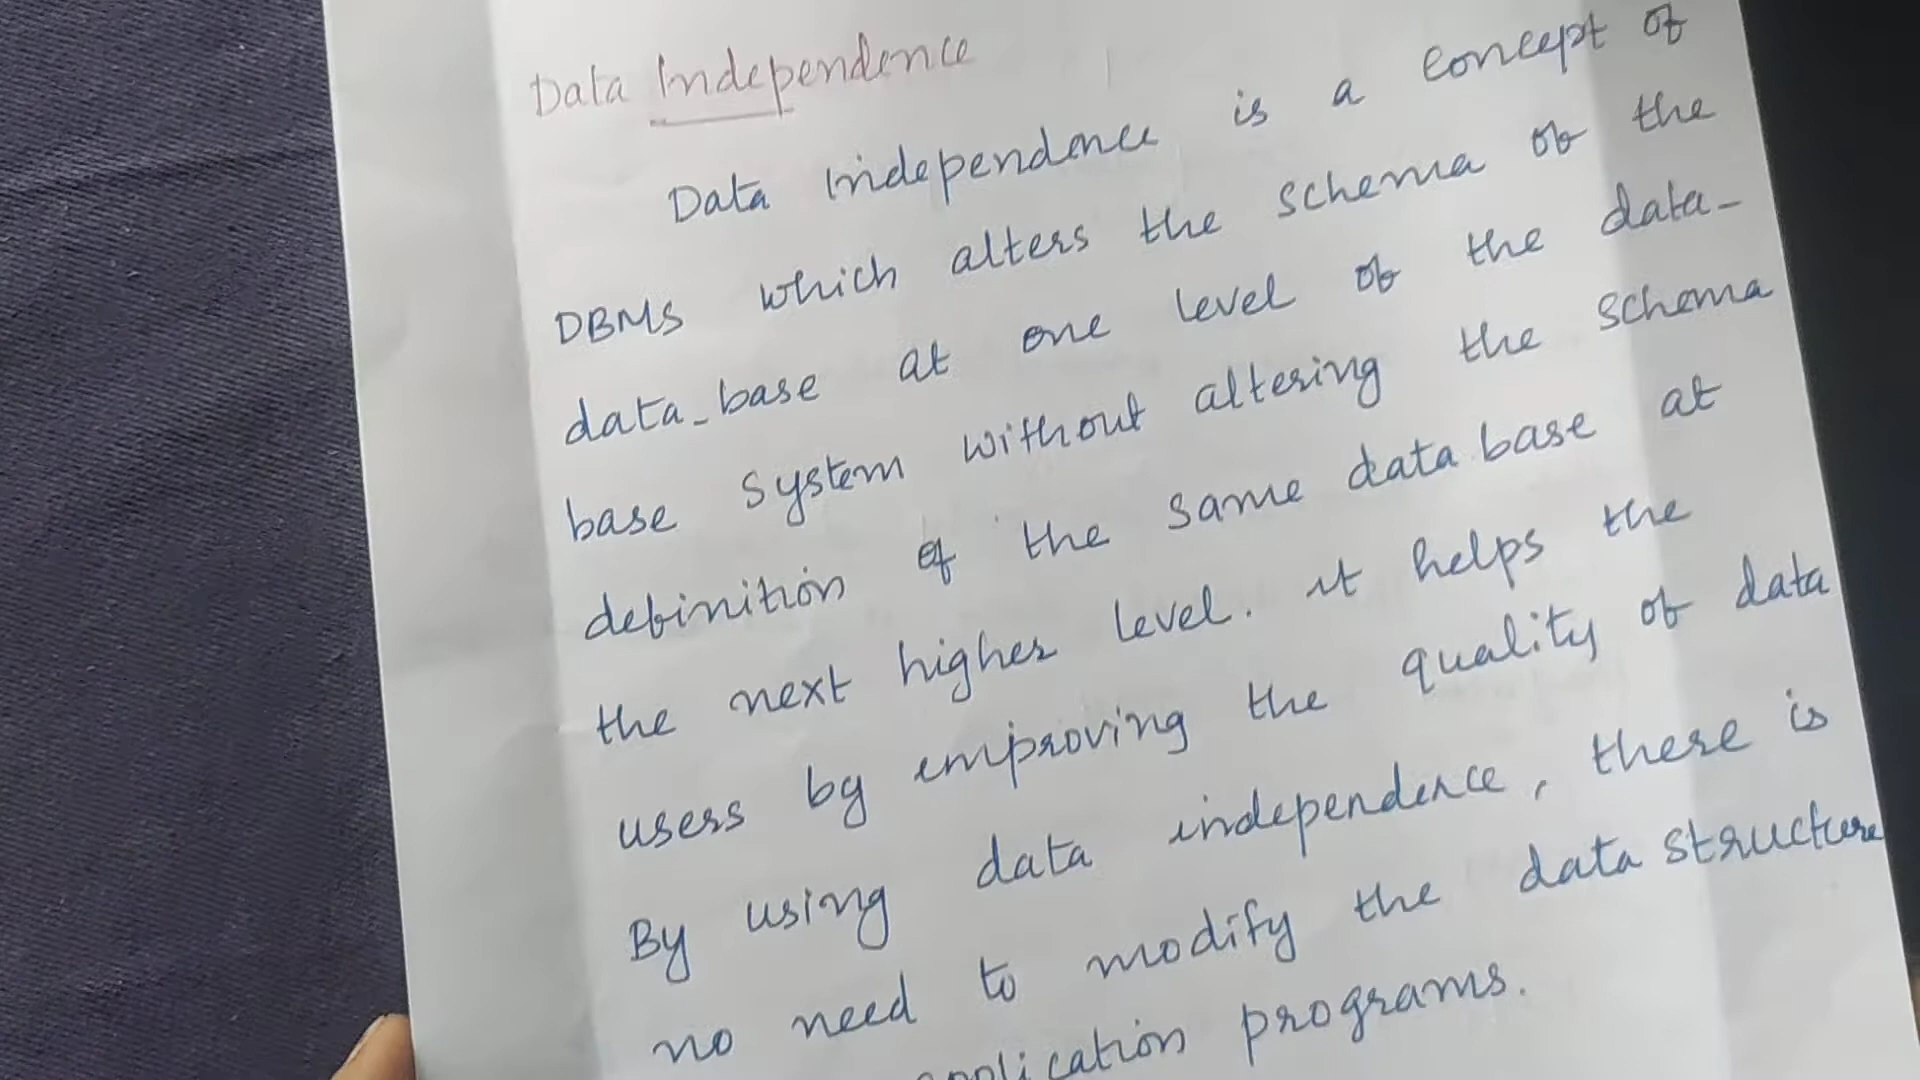 Data Independence
Data Independence is a concept of
DBMS which alters the schema of the
data-base at one level of the data-
base system without altering the schema
definition of the same data base at
the next higher level. it helps the
users by improving the quality of data
By using data independence, there is
no need to modify the data structure
application programs.